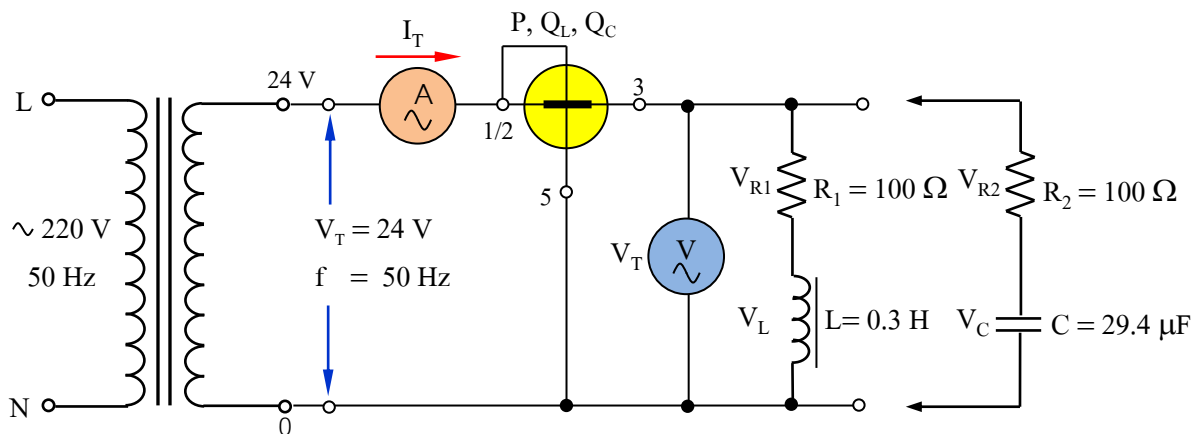 P, Q_L, Q_C
I_T
24 V
L
A
1/2
3
V_R1
R_1 = 100 Ω
V_R2
R_2 = 100 Ω
5
~ 220 V
50 Hz
V_T = 24 V
f = 50 Hz
V_T
V
V_L
L= 0.3 H
V_C
C = 29.4 μF
N
0